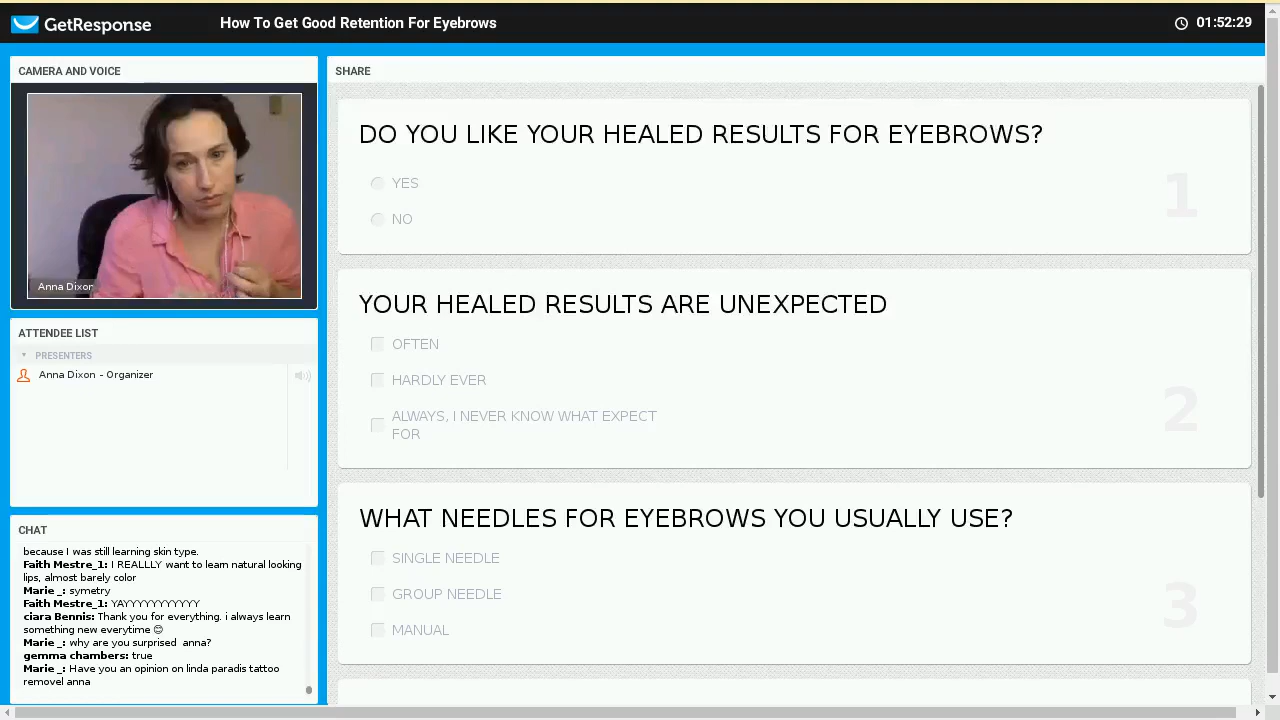 GetResponse
How To Get Good Retention For Eyebrows
01:52:29
CAMERA AND VOICE
Anna Dixon
ATTENDEE LIST
PRESENTERS
Anna Dixon - Organizer
CHAT
because I was still learning skin type.
Faith Mestre_1: I REALLLY want to learn natural looking
lips, almost barely color
Marie _: symetry
Faith Mestre_1: YAYYYYYYYYYYY
ciara Bennis: Thank you for everything. i always learn
something new everytime 😊
Marie _: why are you surprised  anna?
gemma chambers: true
Marie _: Have you an opinion on linda paradis tattoo
removel anna
SHARE
DO YOU LIKE YOUR HEALED RESULTS FOR EYEBROWS?
YES
NO
1
YOUR HEALED RESULTS ARE UNEXPECTED
OFTEN
HARDLY EVER
ALWAYS, I NEVER KNOW WHAT EXPECT
FOR
2
WHAT NEEDLES FOR EYEBROWS YOU USUALLY USE?
SINGLE NEEDLE
GROUP NEEDLE
MANUAL
3